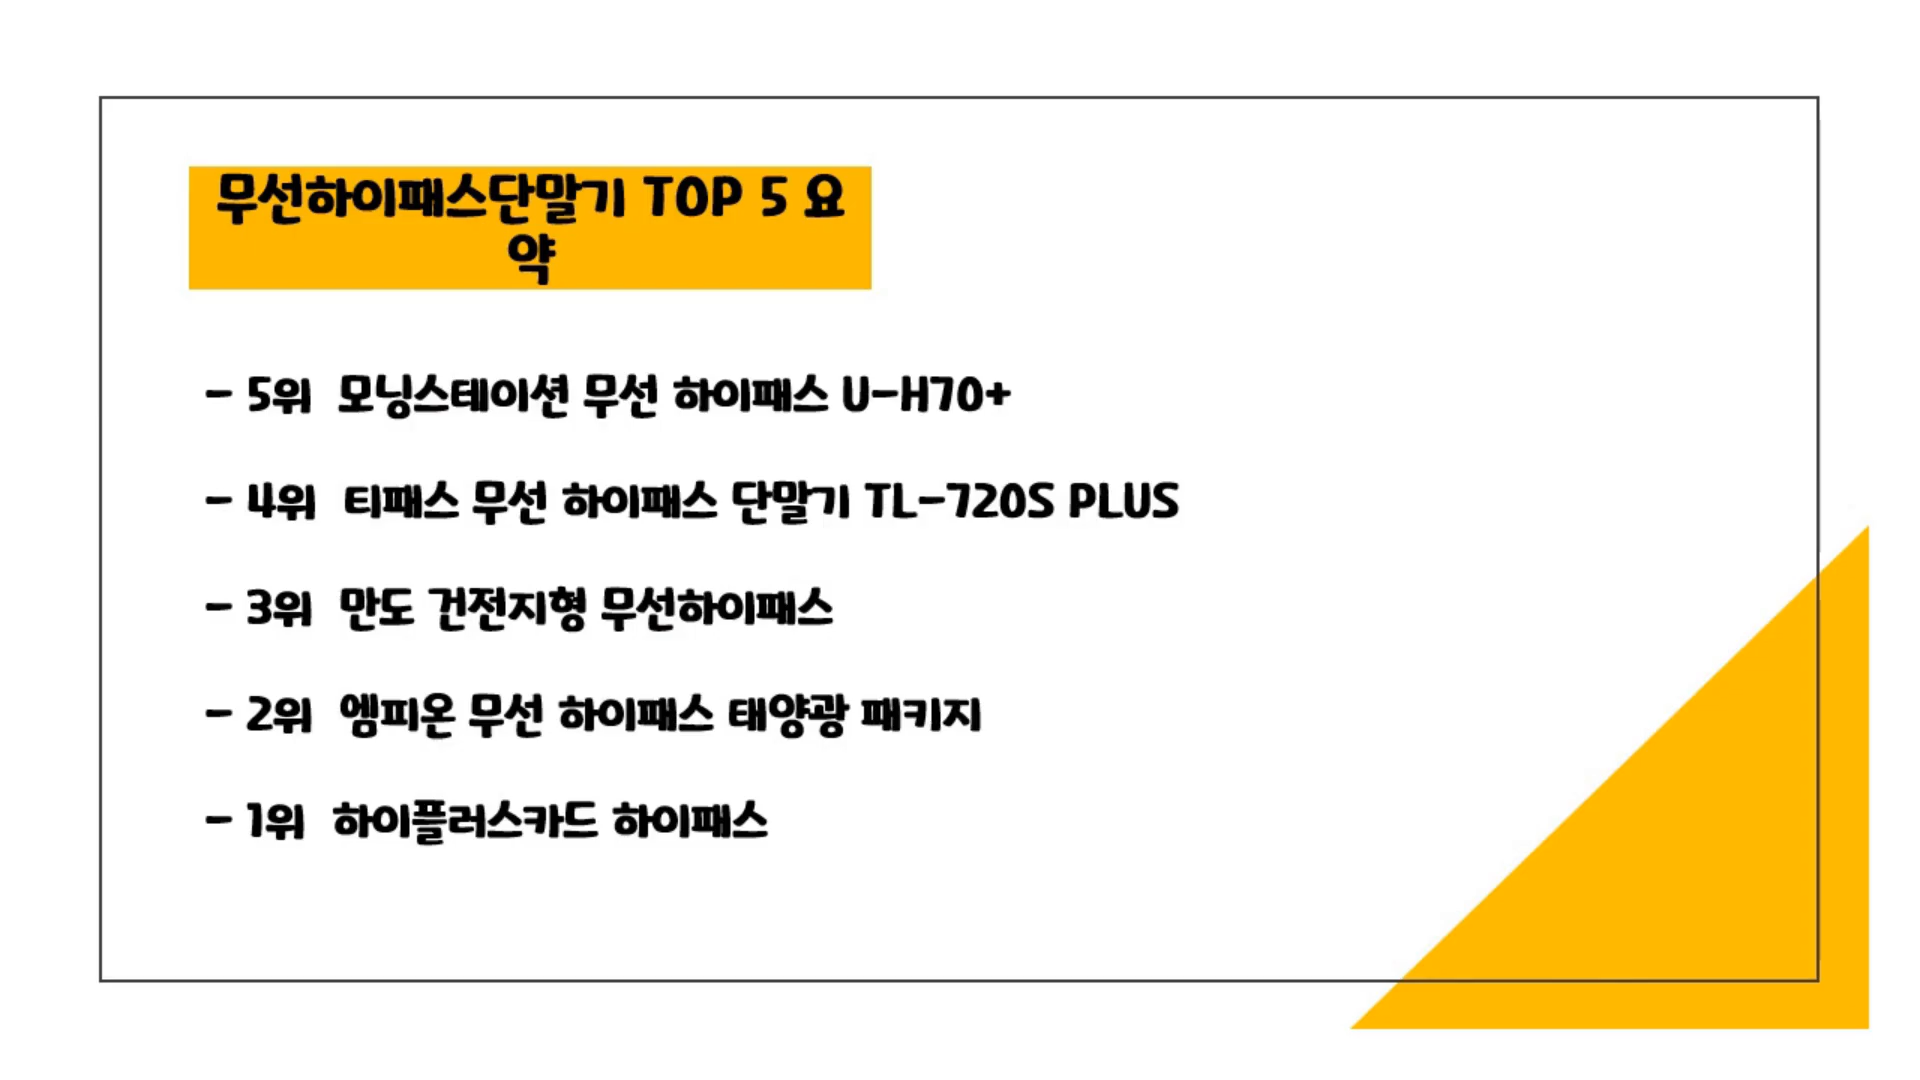 무선하이패스단말기 TOP 5 요
약
- 5위 모닝스테이션 무선 하이패스 U-H70+
- 4위 티패스 무선 하이패스 단말기 TL-720S PLUS
- 3위 만도 건전지형 무선하이패스
- 2위 엠피온 무선 하이패스 태양광 패키지
- 1위 하이플러스카드 하이패스